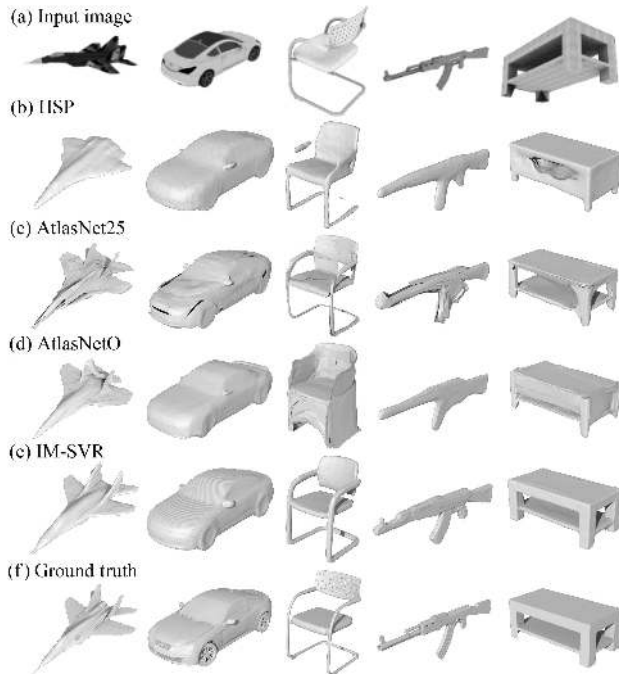 (a) Input image
(b) HSP
(c) AtlasNet25
(d) AtlasNetO
(e) IM-SVR
(f) Ground truth